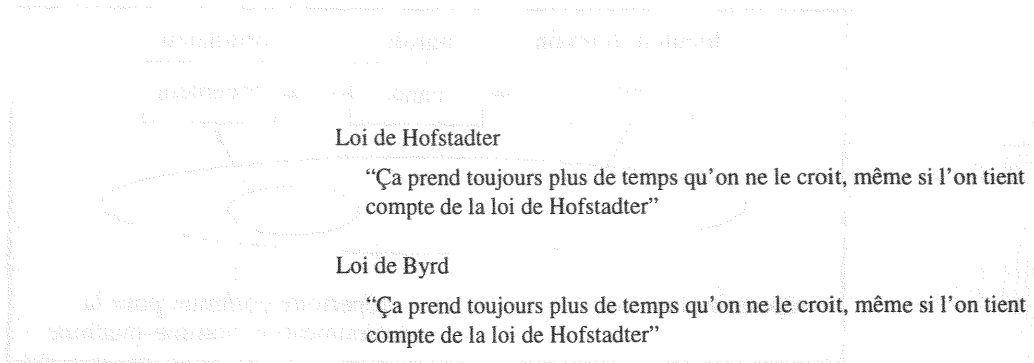 Loi de Hofstadter
“Ça prend toujours plus de temps qu’on ne le croit, même si l’on tient
compte de la loi de Hofstadter”
Loi de Byrd
“Ça prend toujours plus de temps qu’on ne le croit, même si l’on tient
compte de la loi de Hofstadter”